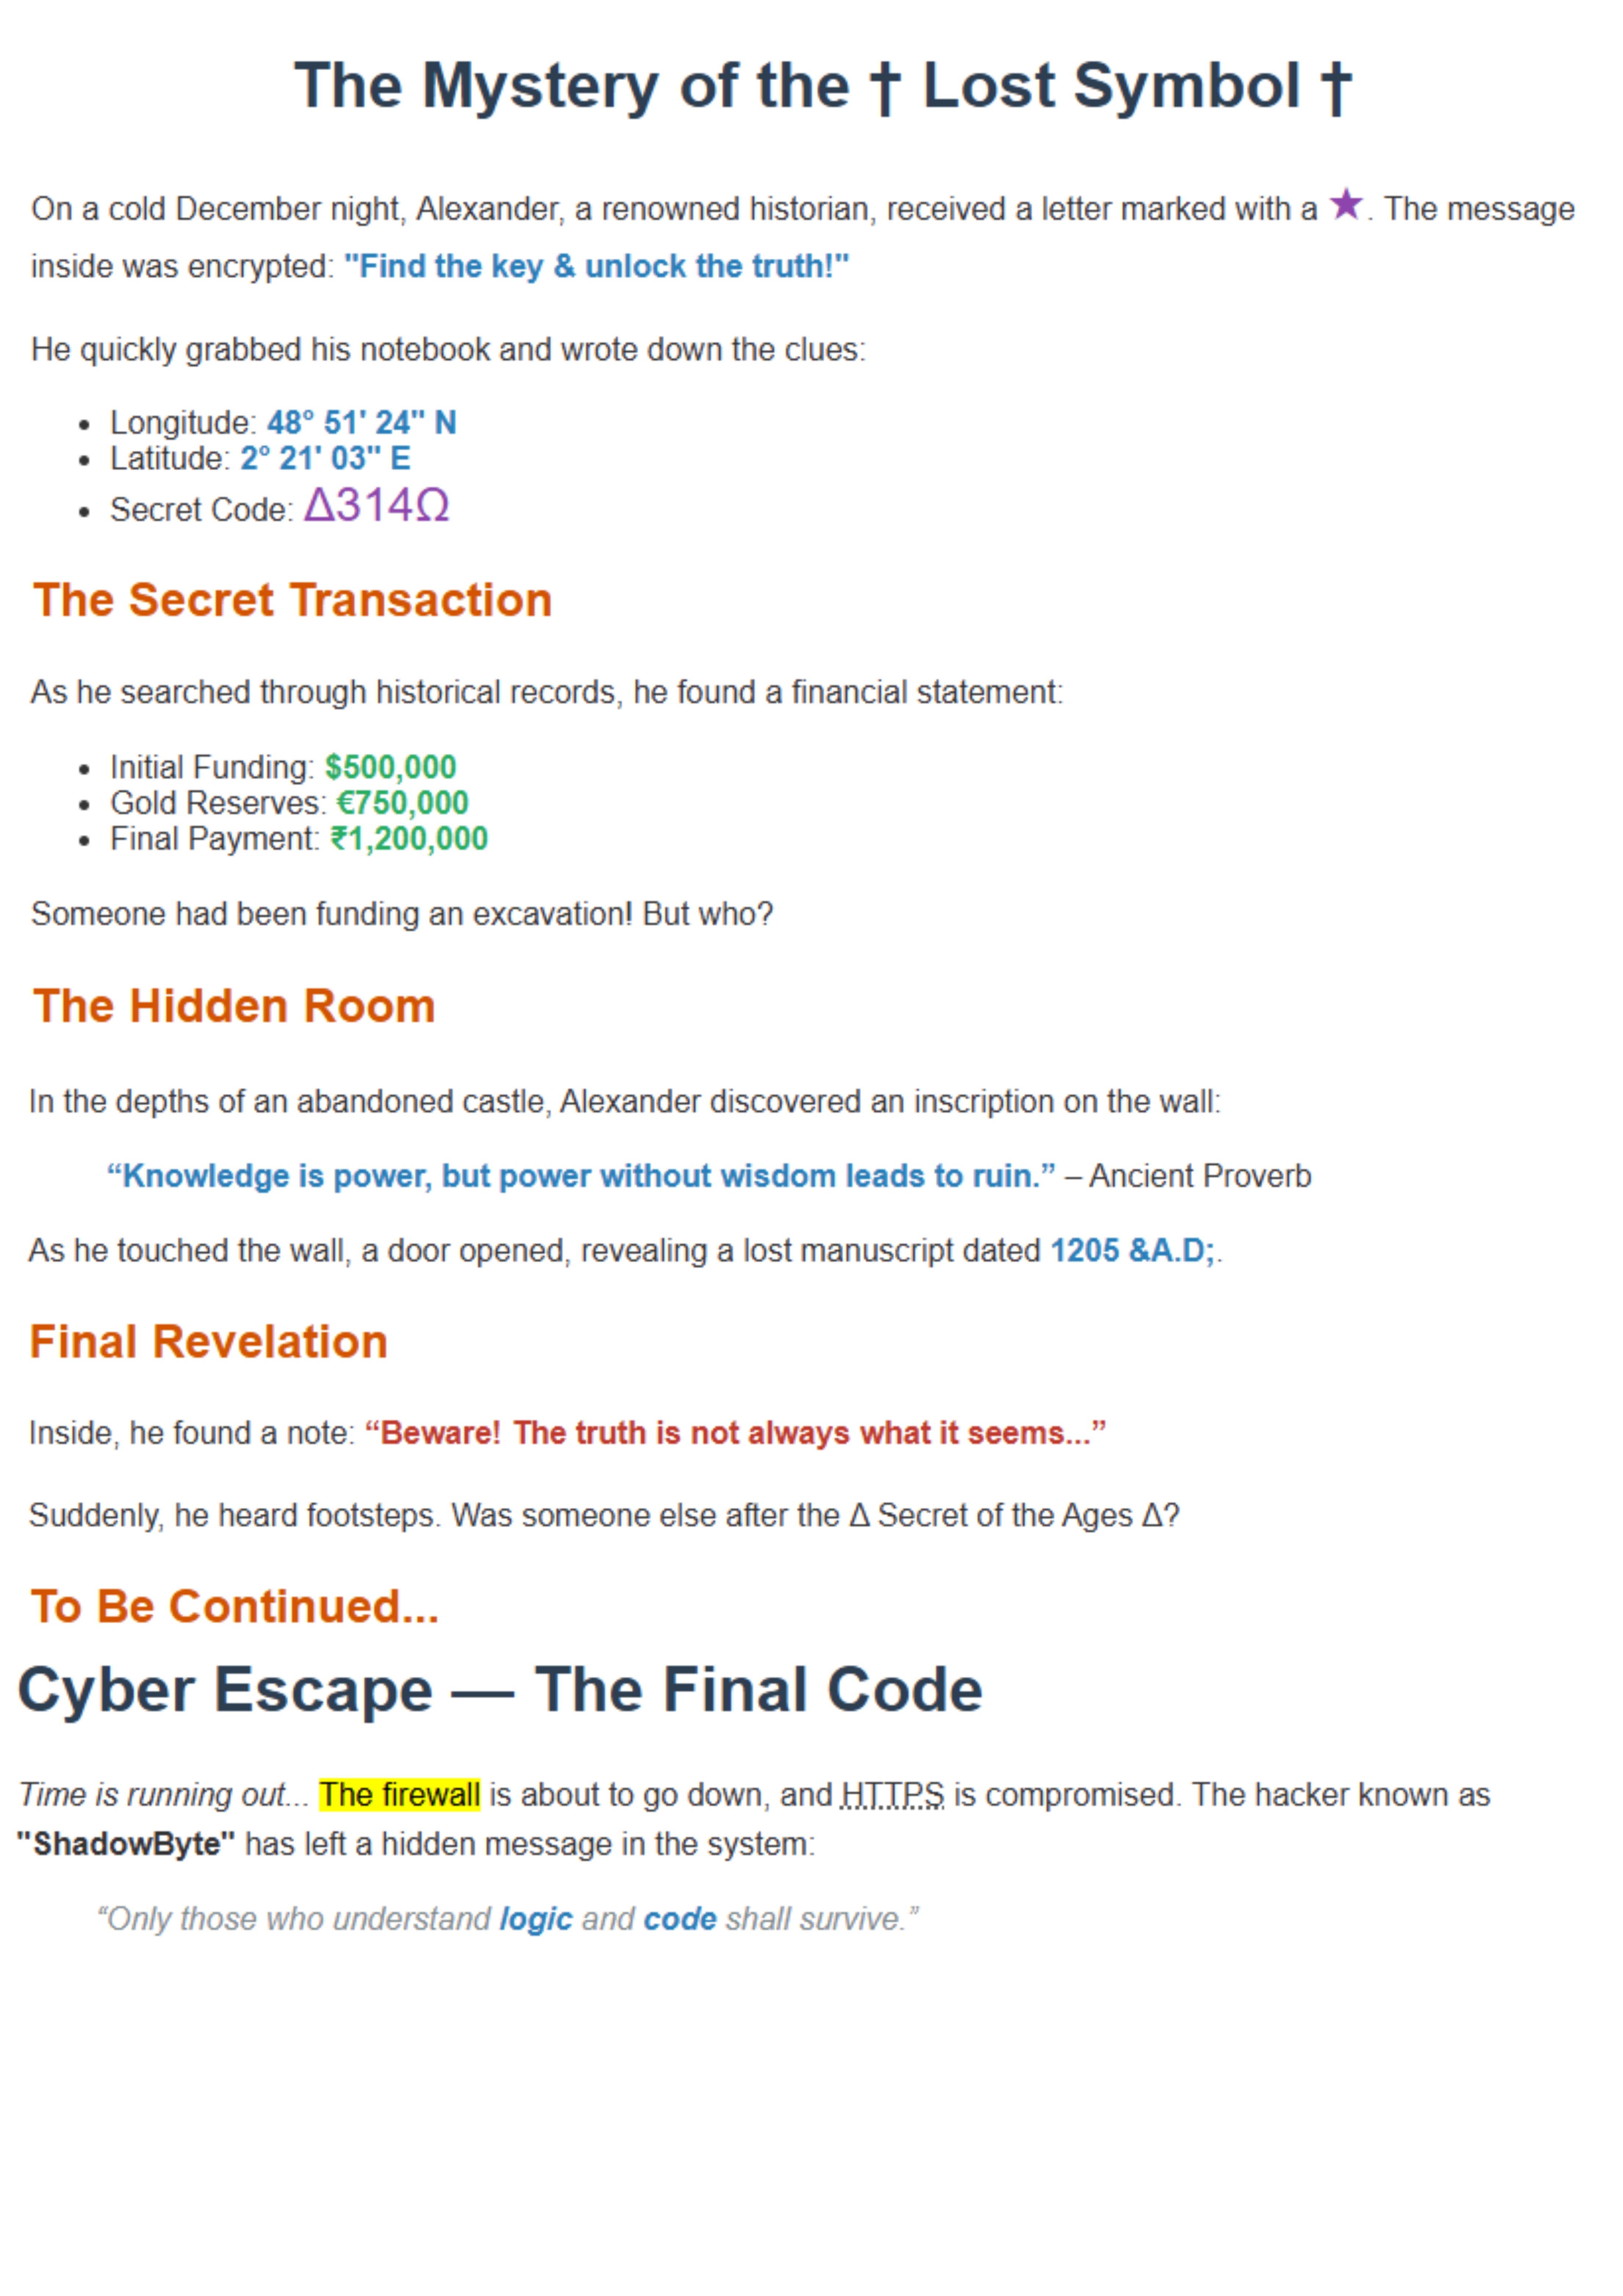 The Mystery of the † Lost Symbol †
On a cold December night, Alexander, a renowned historian, received a letter marked with a ★. The message
inside was encrypted: "Find the key & unlock the truth!"
He quickly grabbed his notebook and wrote down the clues:
• Longitude: 48° 51' 24" N
• Latitude: 2° 21' 03" E
• Secret Code: Δ314Ω
The Secret Transaction
As he searched through historical records, he found a financial statement:
• Initial Funding: $500,000
• Gold Reserves: €750,000
• Final Payment: ₹1,200,000
Someone had been funding an excavation! But who?
The Hidden Room
In the depths of an abandoned castle, Alexander discovered an inscription on the wall:
“Knowledge is power, but power without wisdom leads to ruin.” – Ancient Proverb
As he touched the wall, a door opened, revealing a lost manuscript dated 1205 &A.D;.
Final Revelation
Inside, he found a note: “Beware! The truth is not always what it seems...”
Suddenly, he heard footsteps. Was someone else after the Δ Secret of the Ages Δ?
To Be Continued...
Cyber Escape — The Final Code
Time is running out... The firewall is about to go down, and HTTPS is compromised. The hacker known as
"ShadowByte" has left a hidden message in the system:
“Only those who understand logic and code shall survive.”